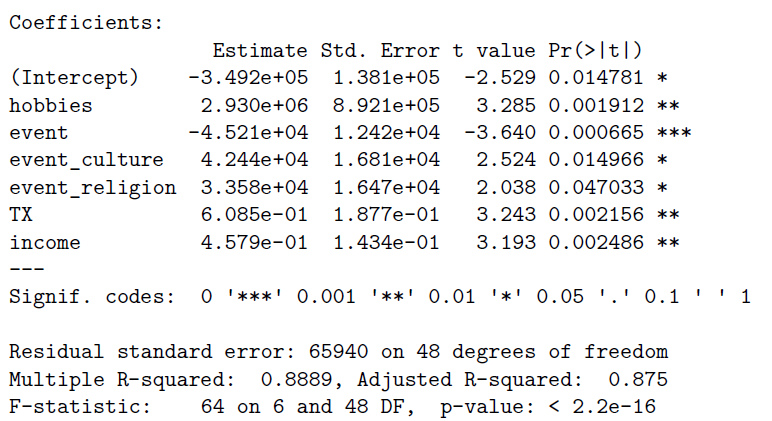 Coefficients:
                 Estimate Std. Error t value Pr(>|t|)
(Intercept)    -3.492e+05  1.381e+05  -2.529 0.014781 *
hobbies         2.930e+06  8.921e+05   3.285 0.001912 **
event          -4.521e+04  1.242e+04  -3.640 0.000665 ***
event_culture   4.244e+04  1.681e+04   2.524 0.014966 *
event_religion  3.358e+04  1.647e+04   2.038 0.047033 *
TX              6.085e-01  1.877e-01   3.243 0.002156 **
income          4.579e-01  1.434e-01   3.193 0.002486 **
---
Signif. codes:  0 '***' 0.001 '**' 0.01 '*' 0.05 '.' 0.1 ' ' 1
Residual standard error: 65940 on 48 degrees of freedom
Multiple R-squared:  0.8889, Adjusted R-squared:  0.875
F-statistic:    64 on 6 and 48 DF,  p-value: < 2.2e-16